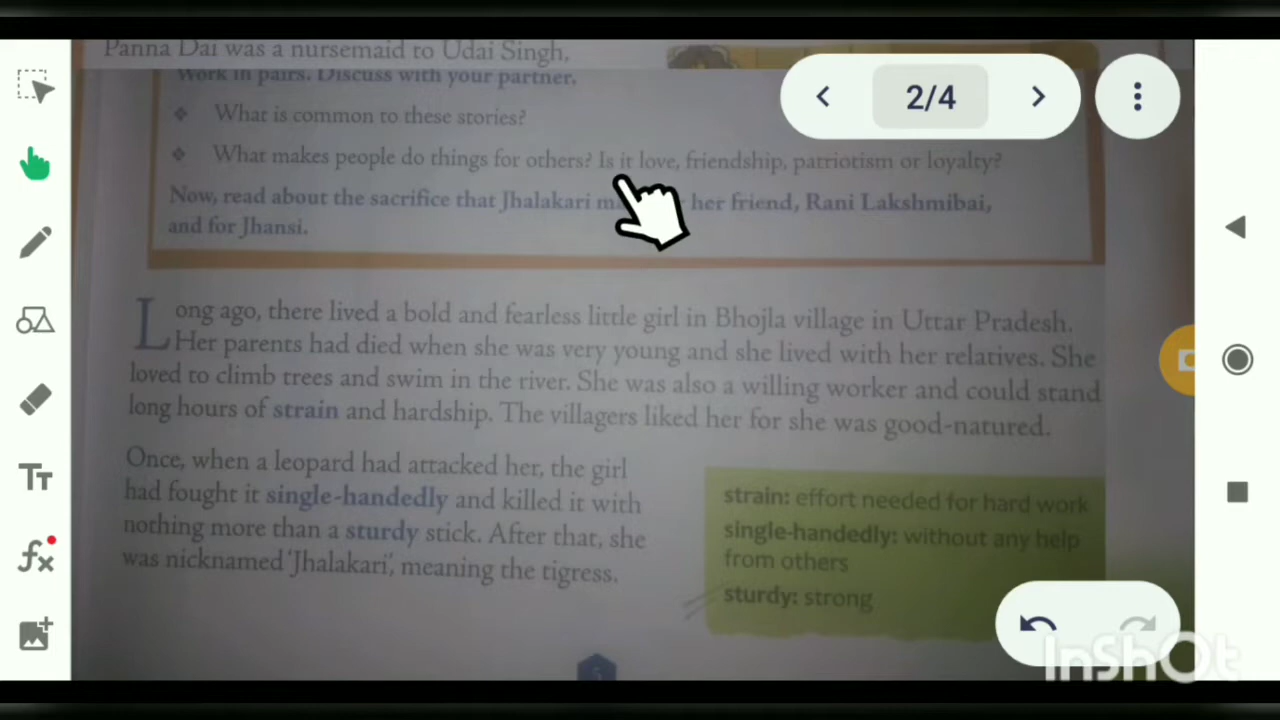 Panna Dai was a nursemaid to Udai Singh,
Work in pairs. Discuss with your partner.
2/4
What is common to these stories?
What makes people do things for others? Is it love, friendship, patriotism or loyalty?
Now, read about the sacrifice that Jhalakari her friend, Rani Lakshmibai,
and for Jhansi.
Long ago, there lived a bold and fearless little girl in Bhojla village in Uttar Pradesh.
Her parents had died when she was very young and she lived with her relatives. She
loved to climb trees and swim in the river. She was also a willing worker and could stand
long hours of strain and hardship. The villagers liked her for she was good-natured.
Once, when a leopard had attacked her, the girl
had fought it single-handedly and killed it with
nothing more than a sturdy stick. After that, she
was nicknamed 'Jhalakari', meaning the tigress.
strain: effort needed for hard work
single-handedly: without any help
from others
sturdy: strong
5
Tт
fx
InShOt